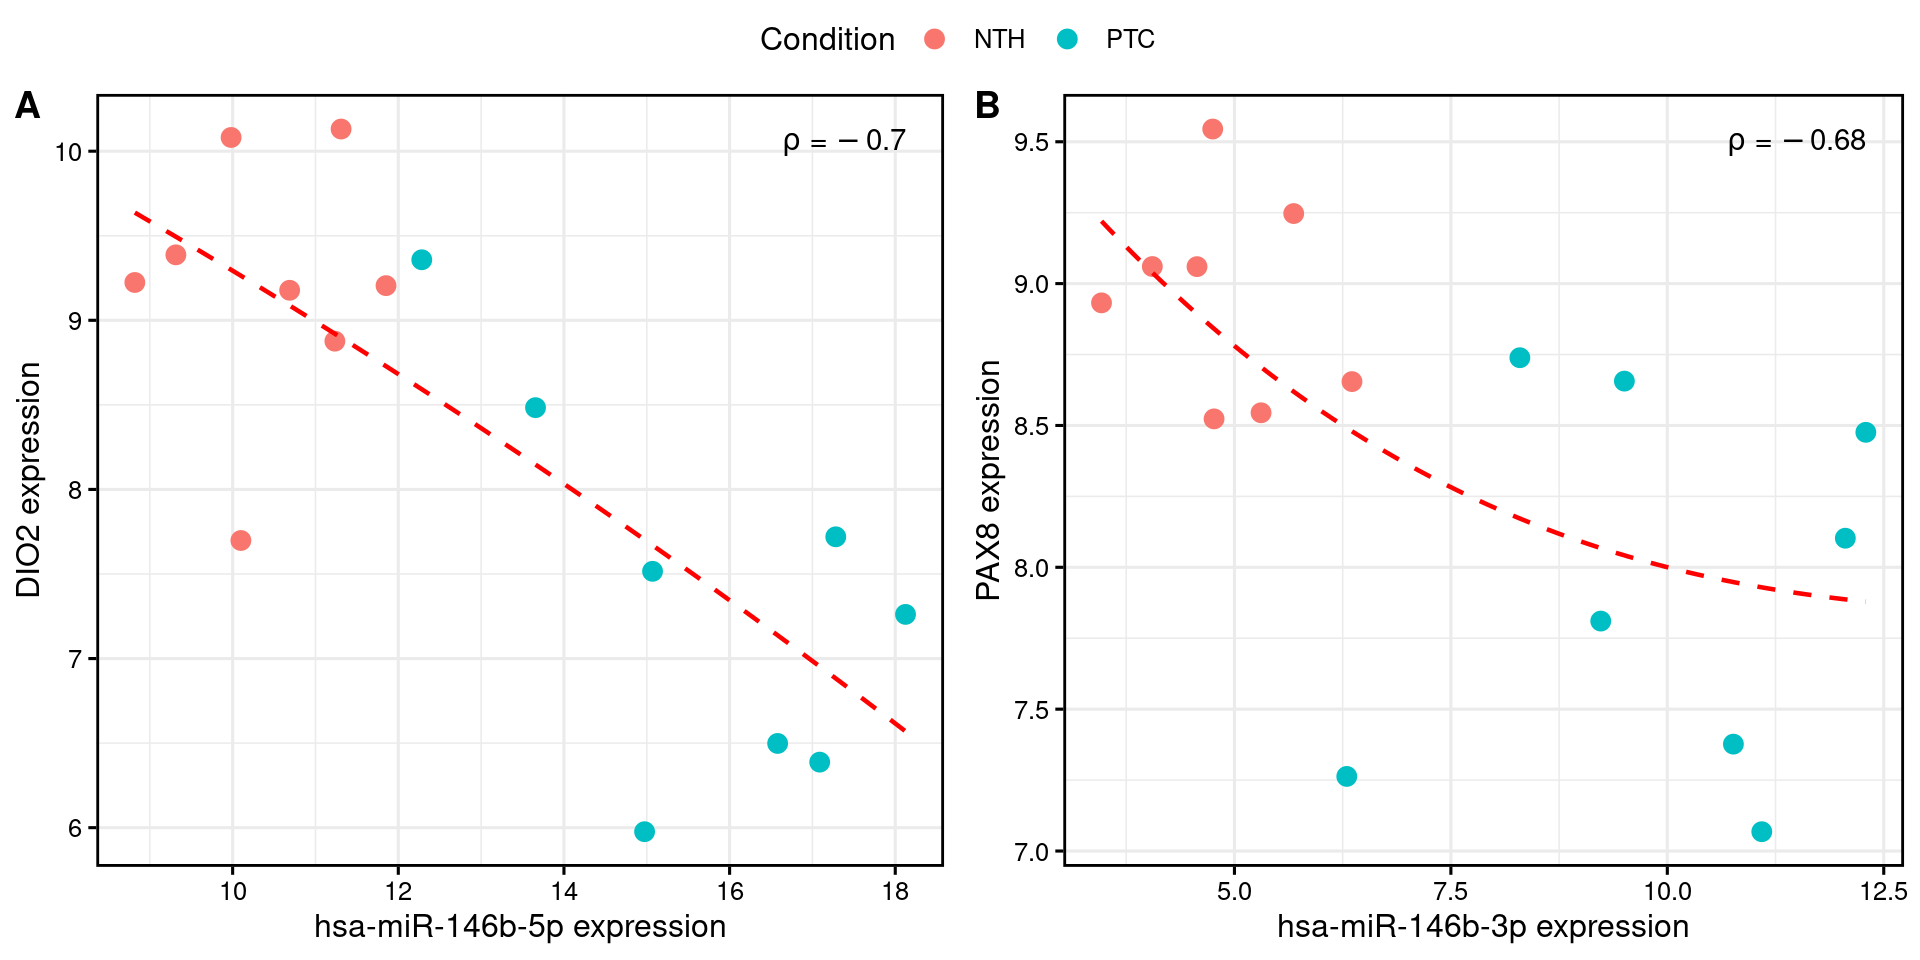 Condition NTH PTC
A
ρ = − 0.7
10
9
8
7
6
DIO2 expression
10 12 14 16 18
hsa-miR-146b-5p expression
B
ρ = − 0.68
9.5
9.0
8.5
8.0
7.5
7.0
PAX8 expression
5.0 7.5 10.0 12.5
hsa-miR-146b-3p expression